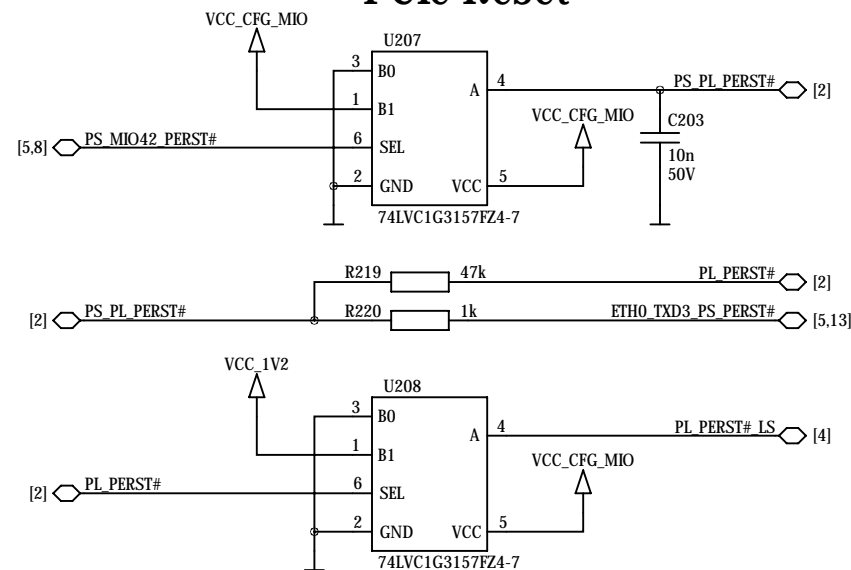 PCIe Reset
VCC_CFG_MIO
U207
3 B0
A 4
PS_PL_PERST# [2]
1 B1
VCC_CFG_MIO
C203
10n
50V
[5,8] PS_MIO42_PERST#
6 SEL
2 GND
VCC 5
74LVC1G3157FZ4-7
R219 47k
PL_PERST# [2]
[2] PS_PL_PERST#
R220 1k
ETH0_TXD3_PS_PERST# [5,13]
VCC_1V2
U208
3 B0
A 4
PL_PERST#_LS [4]
1 B1
VCC_CFG_MIO
[2] PL_PERST#
6 SEL
2 GND
VCC 5
74LVC1G3157FZ4-7